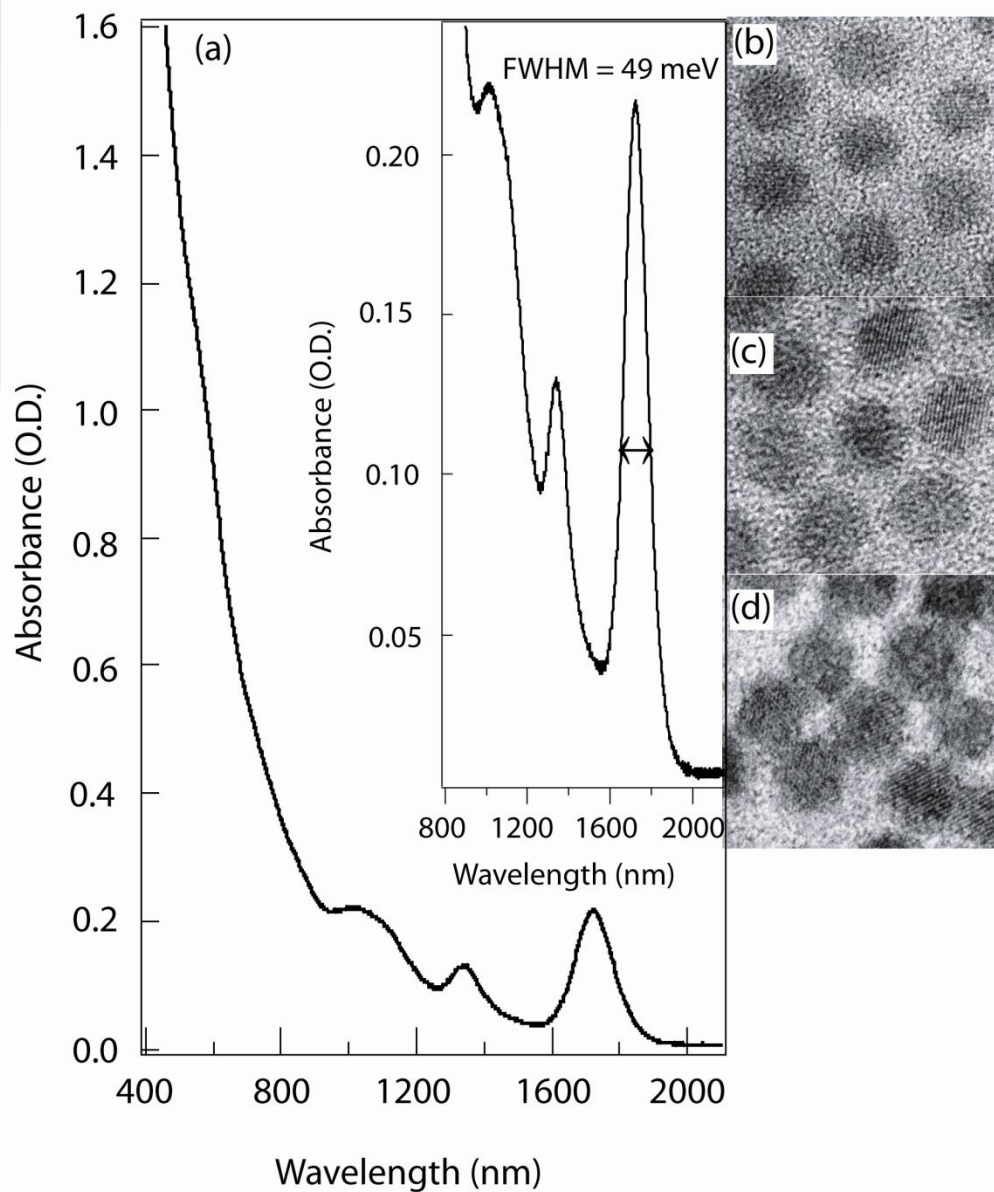 (a)
FWHM = 49 meV
(b)
(c)
(d)
1.6
1.4
1.2
1.0
0.8
0.6
0.4
0.2
0.0
Absorbance (O.D.)
400 800 1200 1600 2000
Wavelength (nm)
0.20
0.15
0.10
0.05
Absorbance (O.D.)
800 1200 1600 2000
Wavelength (nm)